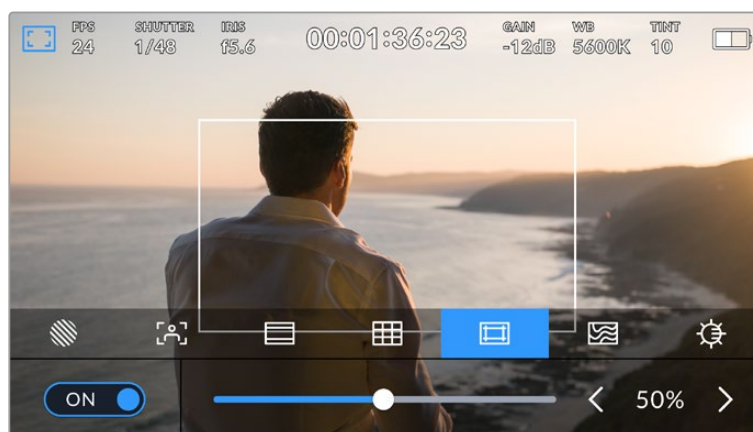 FPS SHUTTER IRIS 00:01:36:23 GAIN WB TINT
24 1/48 f5.6 -12dB 5600K 10
ON 50%